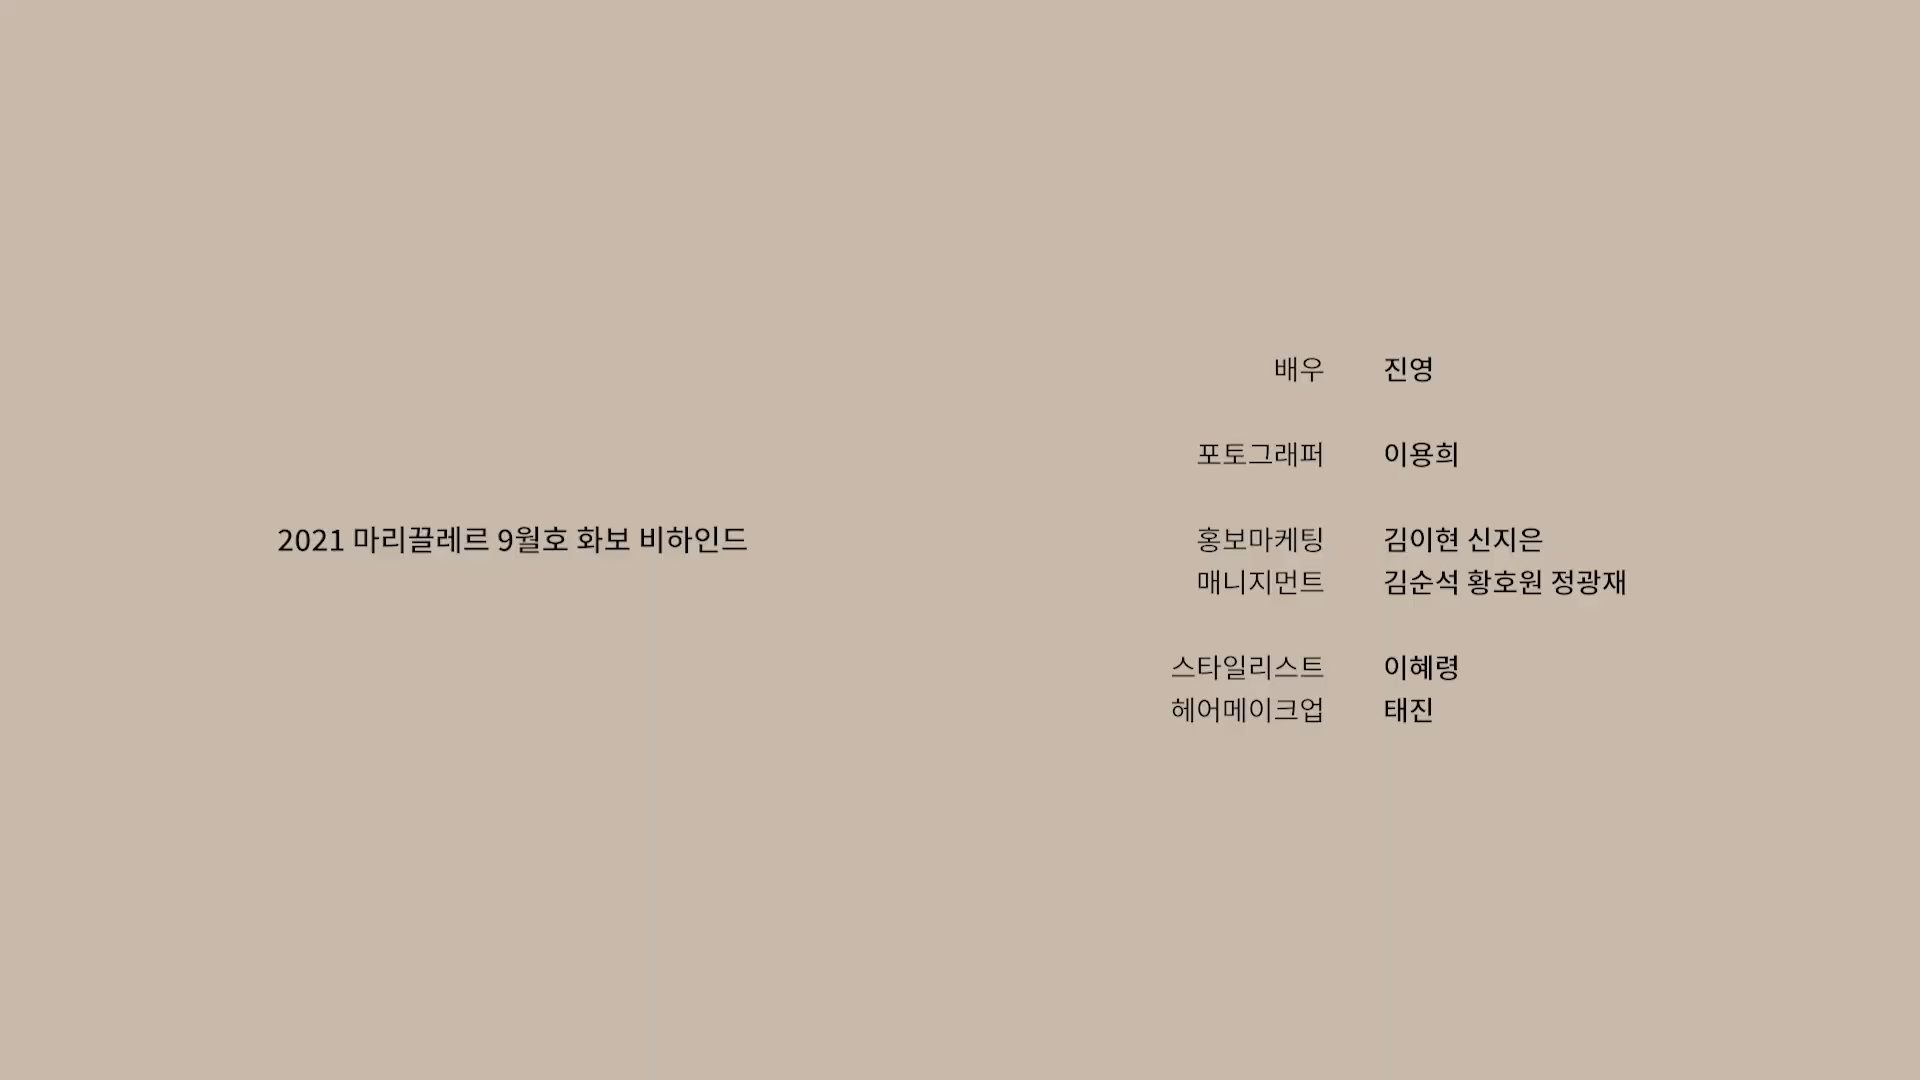 2021 마리끌레르 9월호 화보 비하인드
배우 진영
포토그래퍼 이용희
홍보마케팅 김이현 신지은
매니지먼트 김순석 황호원 정광재
스타일리스트 이혜령
헤어메이크업 태진